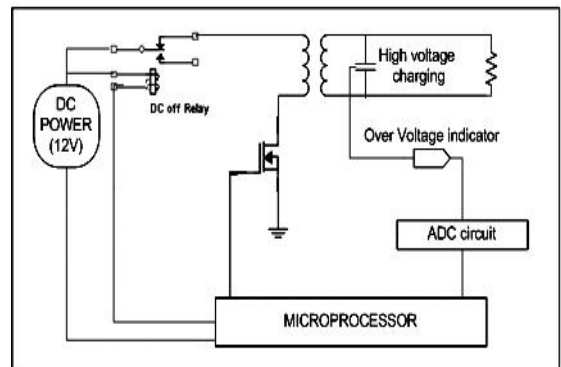 High voltage
charging
DC off Relay
DC
POWER
(12V)
Over Voltage indicator
ADC circuit
MICROPROCESSOR